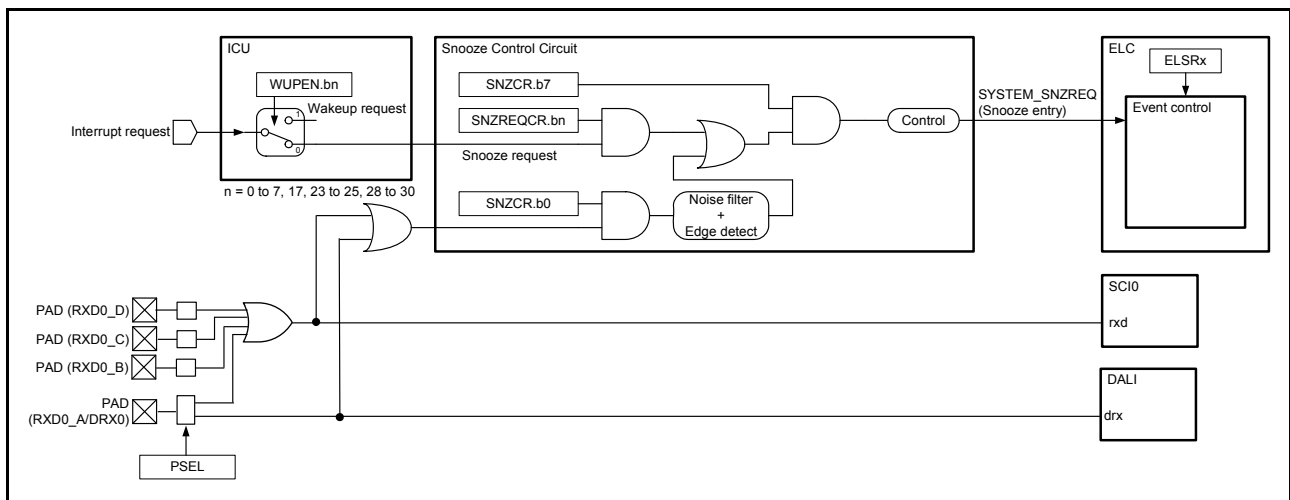 ICU
WUPEN.bn
1
Wakeup request
Interrupt request
0
Snooze request
n = 0 to 7, 17, 23 to 25, 28 to 30
Snooze Control Circuit
SNZCR.b7
SNZREQCR.bn
SNZCR.b0
Noise filter
+
Edge detect
Control
SYSTEM_SNZREQ
(Snooze entry)
ELC
ELSRx
Event control
PAD (RXD0_D)
PAD (RXD0_C)
PAD (RXD0_B)
PAD
(RXD0_A/DRX0)
PSEL
SCI0
rxd
DALI
drx